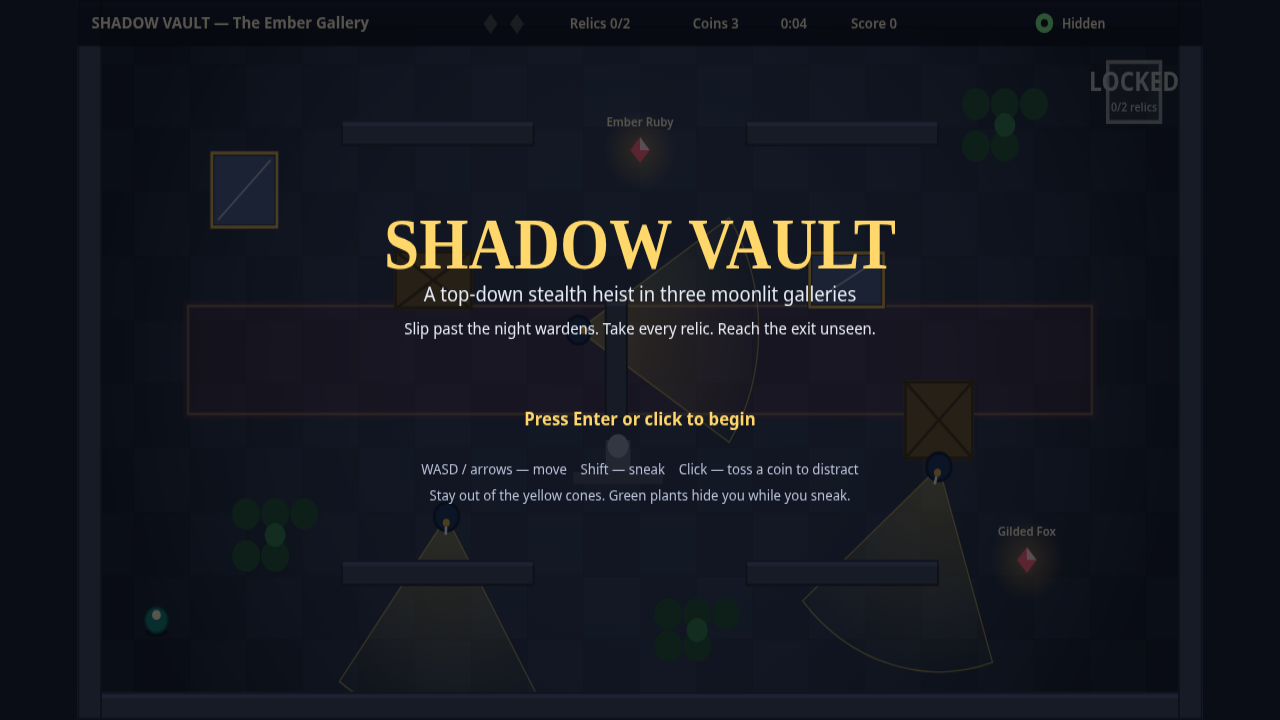 SHADOW VAULT — The Ember Gallery
Relics 0/2
Coins 3
0:04
Score 0
Hidden
LOCKED
0/2 relics
Ember Ruby
SHADOW VAULT
A top-down stealth heist in three moonlit galleries
Slip past the night wardens. Take every relic. Reach the exit unseen.
Press Enter or click to begin
WASD / arrows — move Shift — sneak Click — toss a coin to distract
Stay out of the yellow cones. Green plants hide you while you sneak.
Gilded Fox